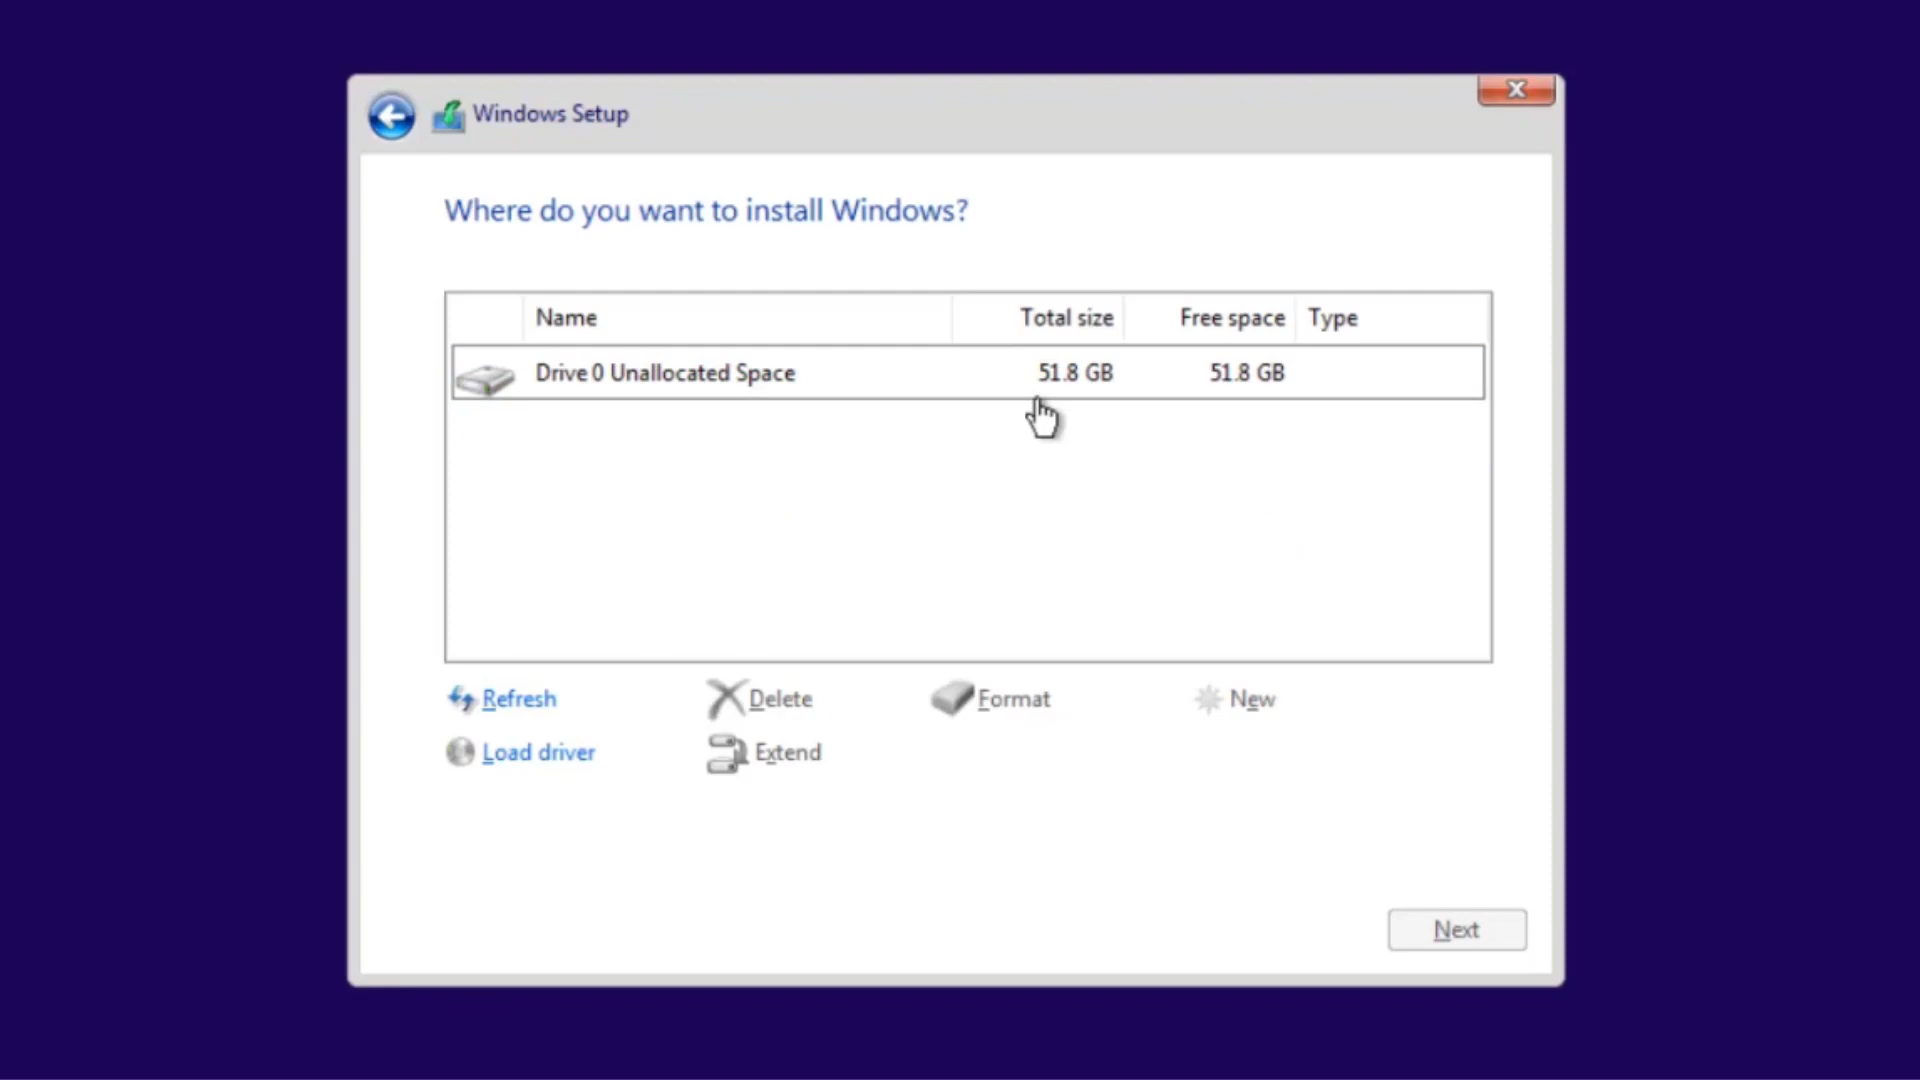 Windows Setup
Where do you want to install Windows?
Name Total size Free space Type
Drive 0 Unallocated Space 51.8 GB 51.8 GB
Refresh Delete Format New
Load driver Extend
Next